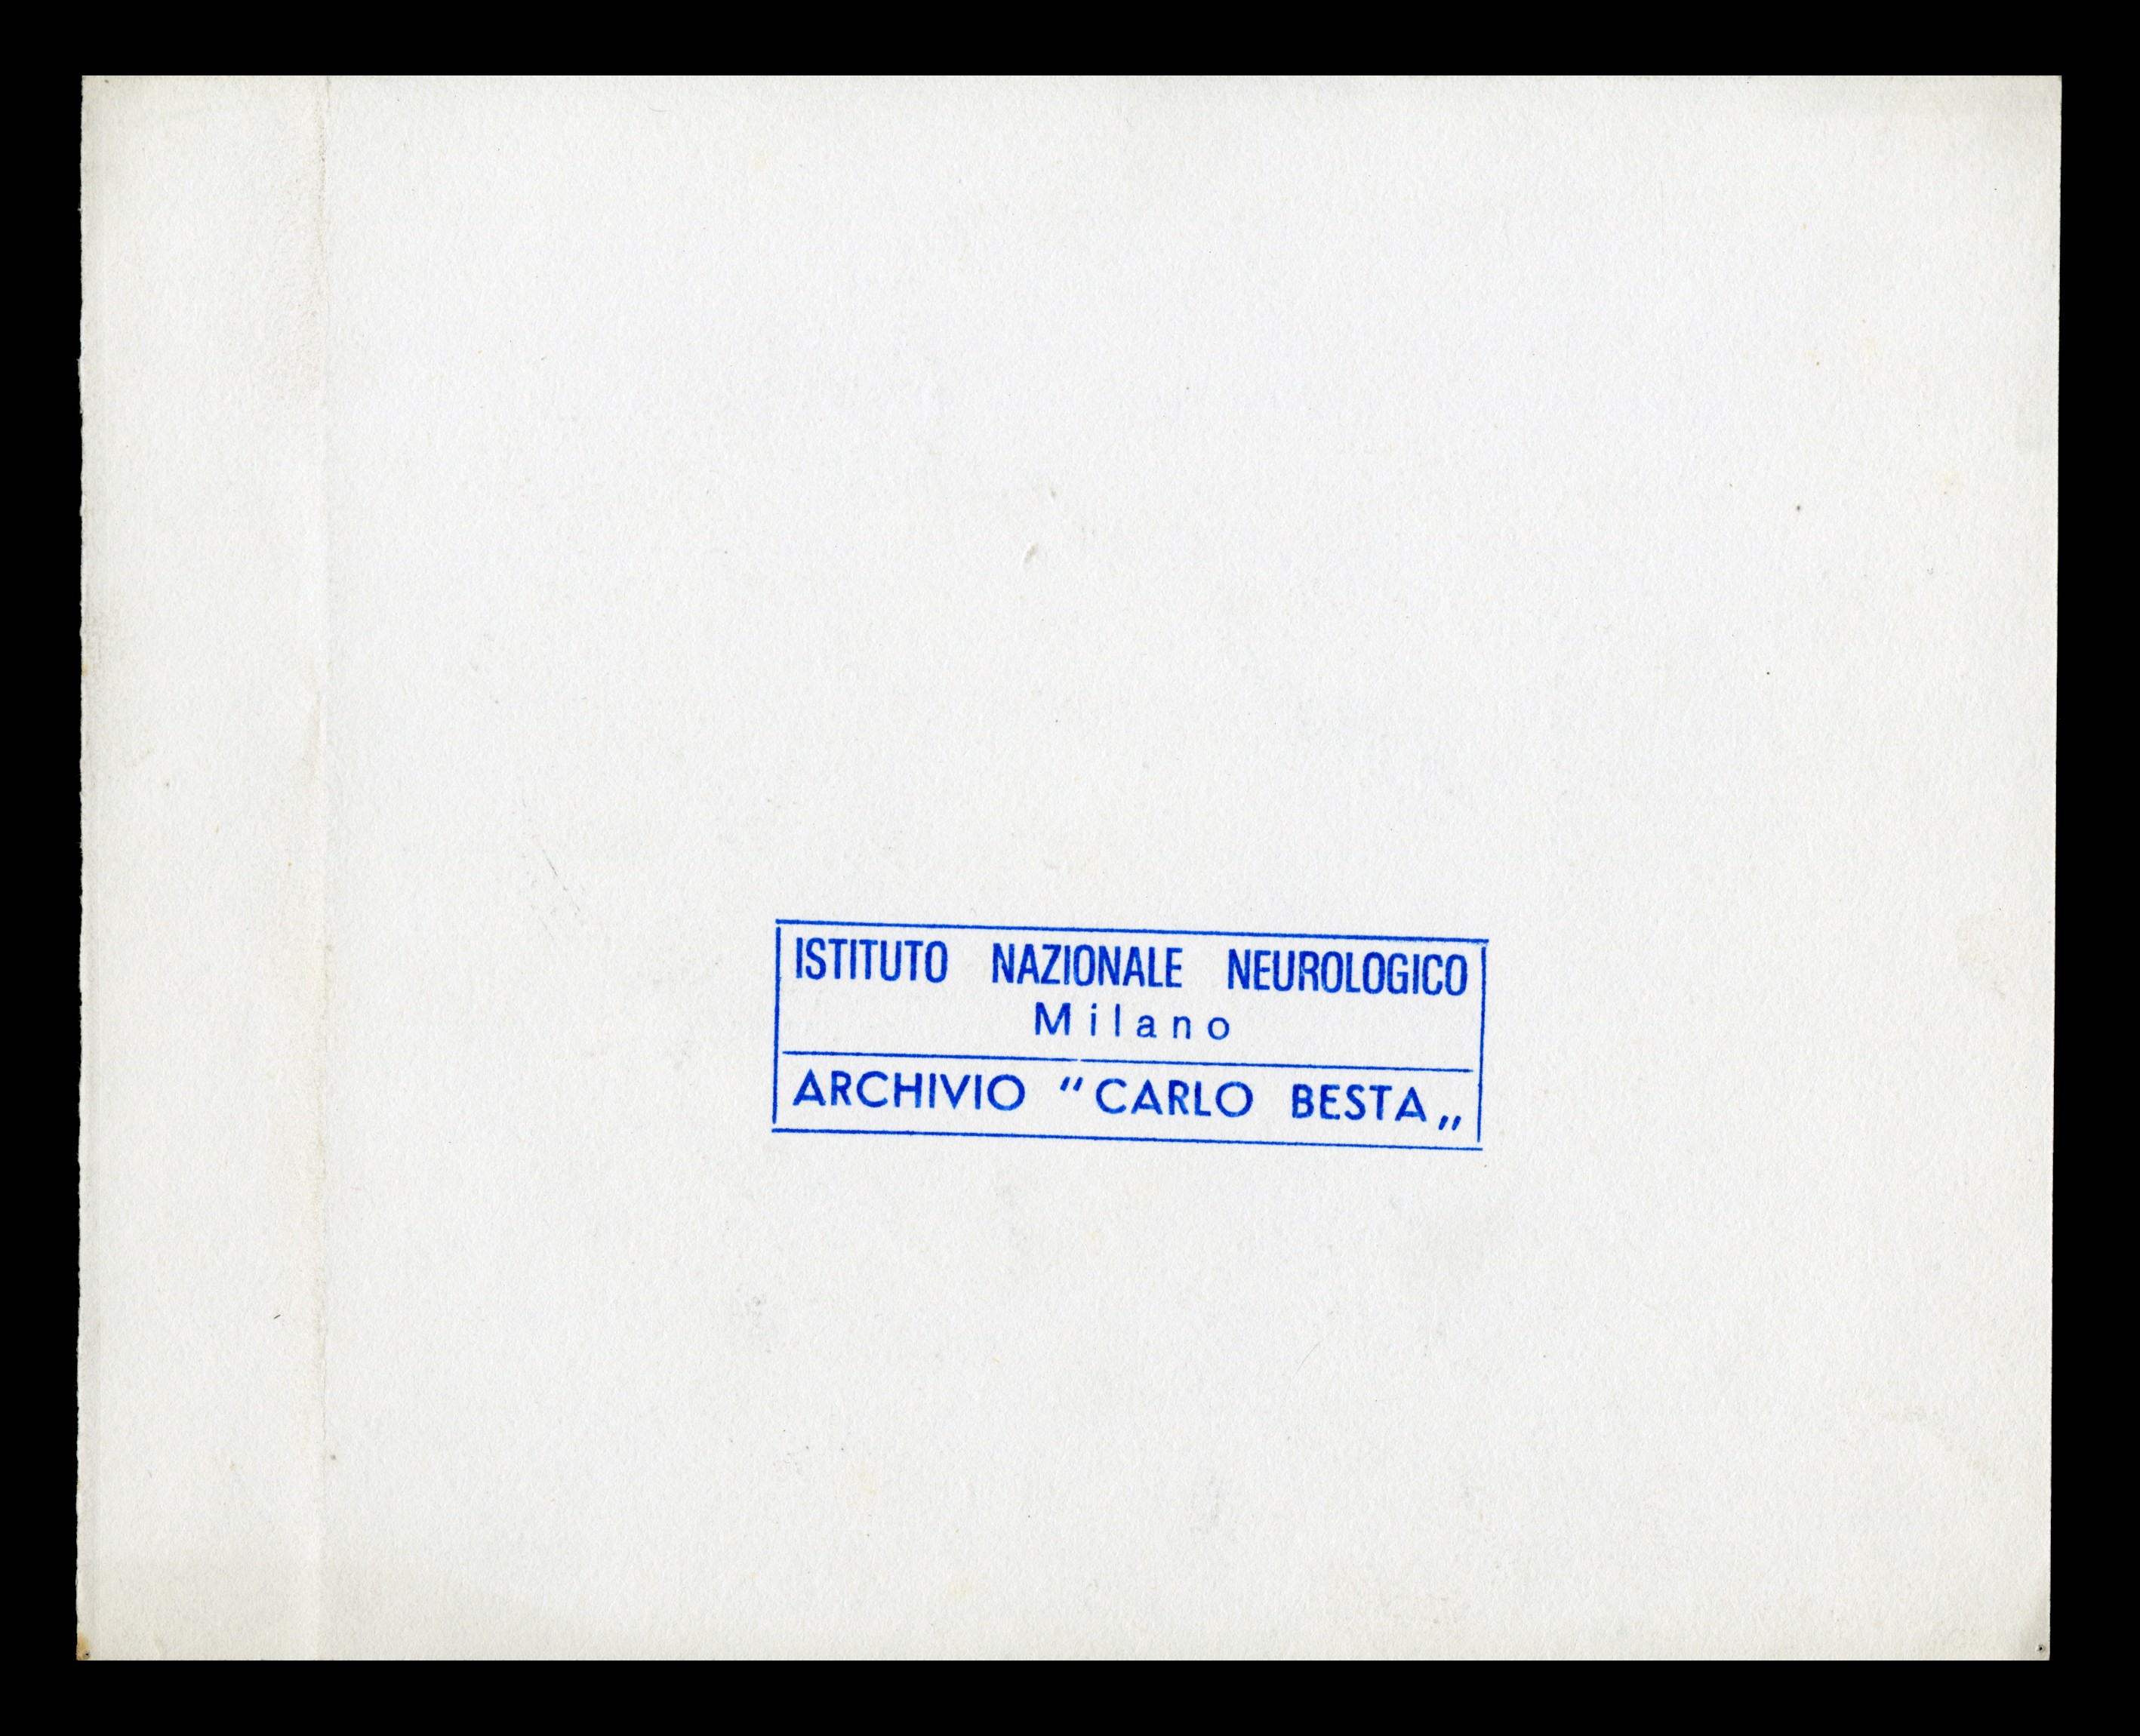 ISTITUTO NAZIONALE NEUROLOGICO
Milano
ARCHIVIO “CARLO BESTA„